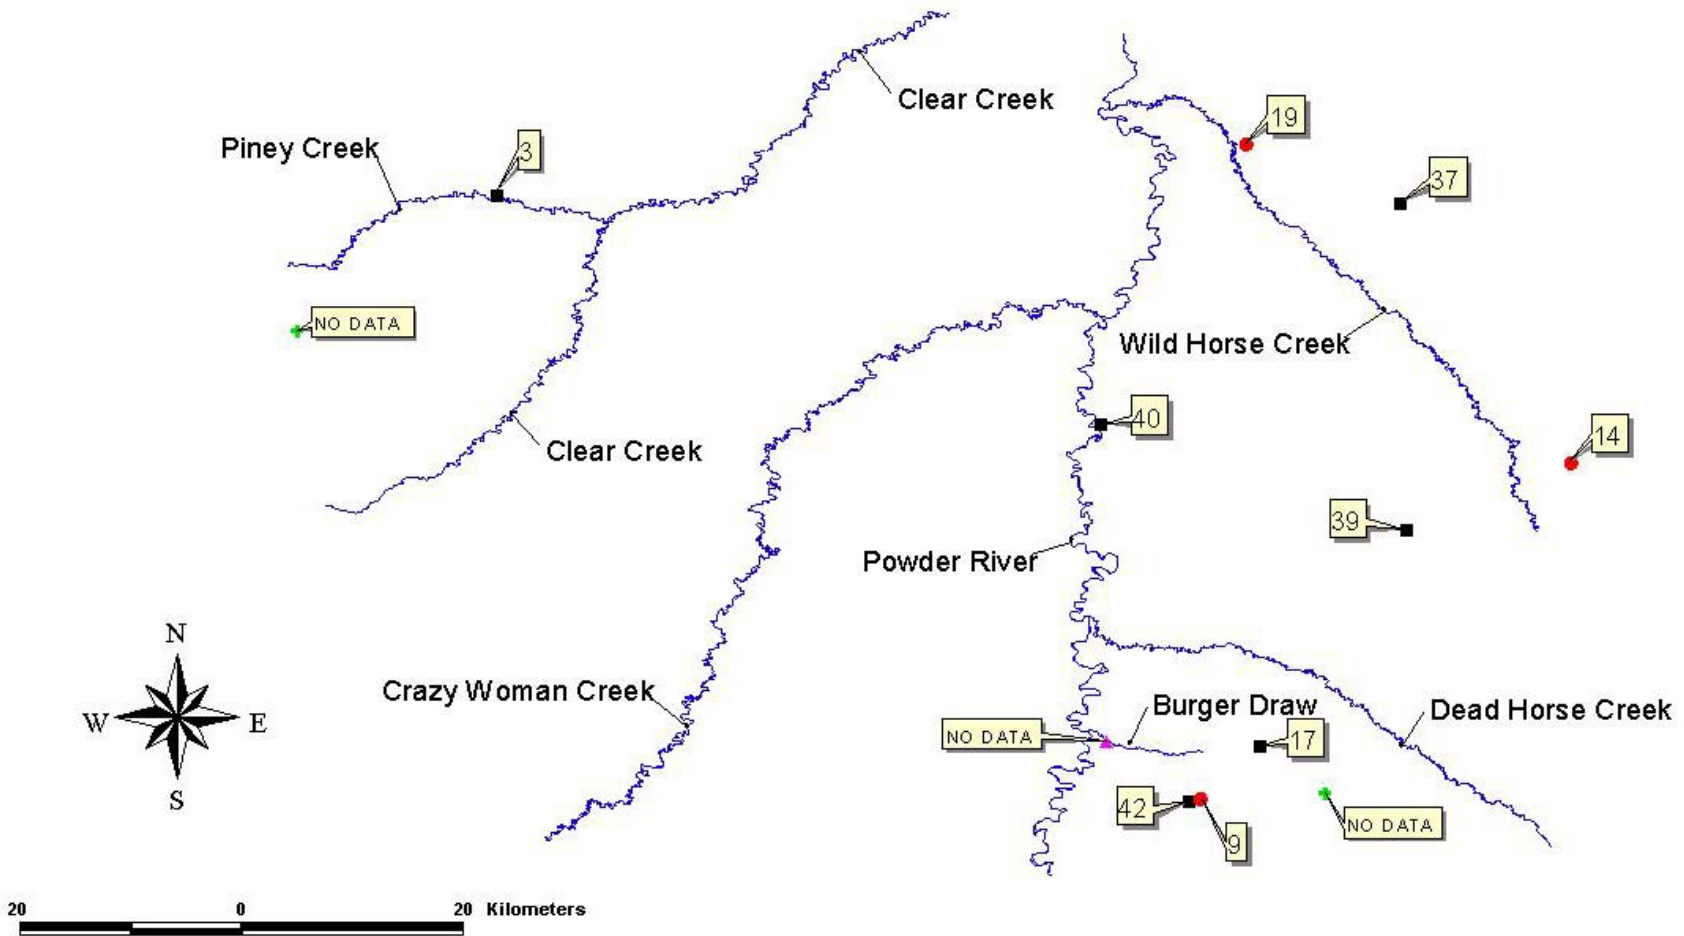 Clear Creek
19
Piney Creek
3
37
NO DATA
Wild Horse Creek
40
14
Clear Creek
39
Powder River
N
W
E
S
Crazy Woman Creek
Burger Draw
Dead Horse Creek
NO DATA
17
42
9
NO DATA
20 0 20 Kilometers